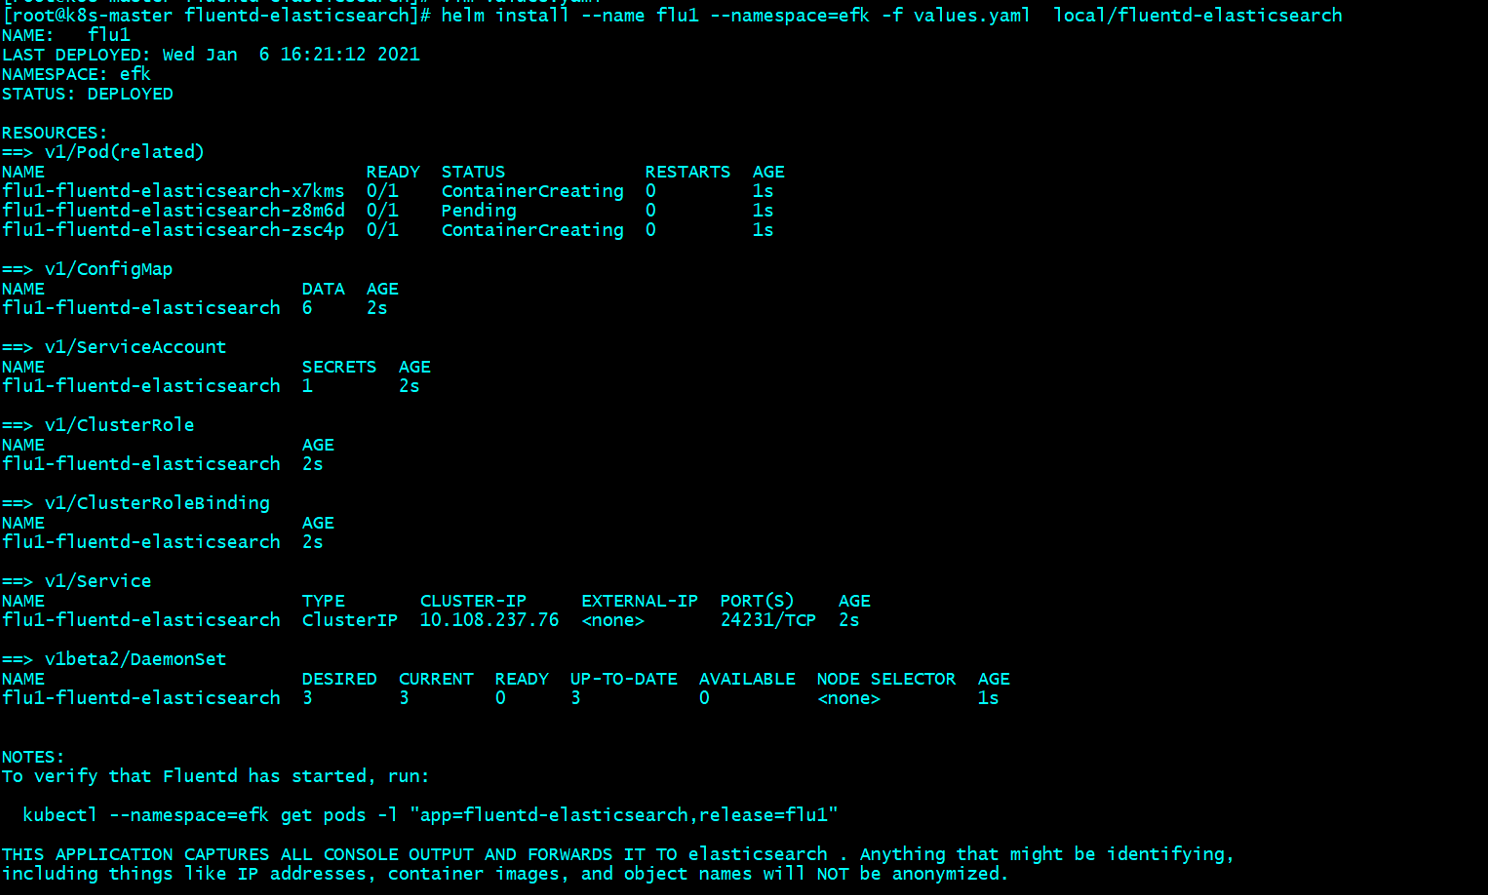 [root@k8s-master fluentd-elasticsearch]# helm install --name flu1 --namespace=efk -f values.yaml  local/fluentd-elasticsearch
NAME:   flu1
LAST DEPLOYED: Wed Jan  6 16:21:12 2021
NAMESPACE: efk
STATUS: DEPLOYED
RESOURCES:
==> v1/Pod(related)
NAME                              READY  STATUS             RESTARTS  AGE
flu1-fluentd-elasticsearch-x7kms  0/1    ContainerCreating  0         1s
flu1-fluentd-elasticsearch-z8m6d  0/1    Pending            0         1s
flu1-fluentd-elasticsearch-zsc4p  0/1    ContainerCreating  0         1s
==> v1/ConfigMap
NAME                        DATA  AGE
flu1-fluentd-elasticsearch  6     2s
==> v1/ServiceAccount
NAME                        SECRETS  AGE
flu1-fluentd-elasticsearch  1        2s
==> v1/ClusterRole
NAME                        AGE
flu1-fluentd-elasticsearch  2s
==> v1/ClusterRoleBinding
NAME                        AGE
flu1-fluentd-elasticsearch  2s
==> v1/Service
NAME                        TYPE       CLUSTER-IP     EXTERNAL-IP  PORT(S)    AGE
flu1-fluentd-elasticsearch  ClusterIP  10.108.237.76  <none>       24231/TCP  2s
==> v1beta2/DaemonSet
NAME                        DESIRED  CURRENT  READY  UP-TO-DATE  AVAILABLE  NODE SELECTOR  AGE
flu1-fluentd-elasticsearch  3        3        0      3           0          <none>         1s
NOTES:
To verify that Fluentd has started, run:
  kubectl --namespace=efk get pods -l "app=fluentd-elasticsearch,release=flu1"
THIS APPLICATION CAPTURES ALL CONSOLE OUTPUT AND FORWARDS IT TO elasticsearch . Anything that might be identifying,
including things like IP addresses, container images, and object names will NOT be anonymized.